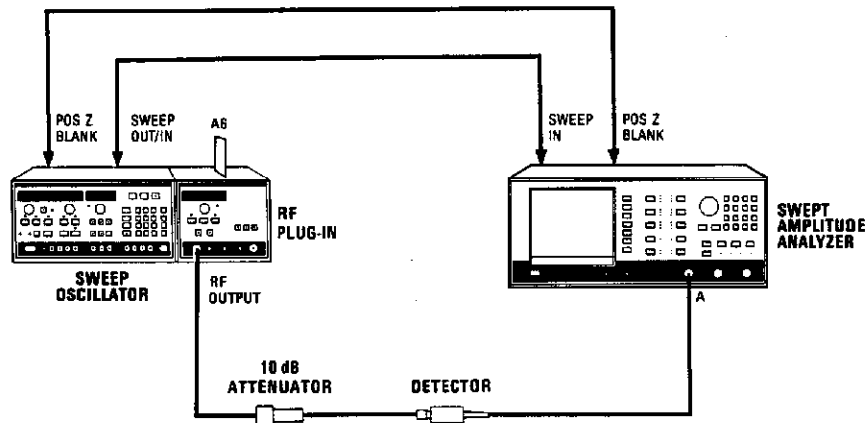 POS Z
BLANK
SWEEP
OUT/IN
A6
SWEEP
IN
POS Z
BLANK
RF
PLUG-IN
SWEPT
AMPLITUDE
ANALYZER
SWEEP
OSCILLATOR
RF
OUTPUT
A
10 dB
ATTENUATOR
DETECTOR